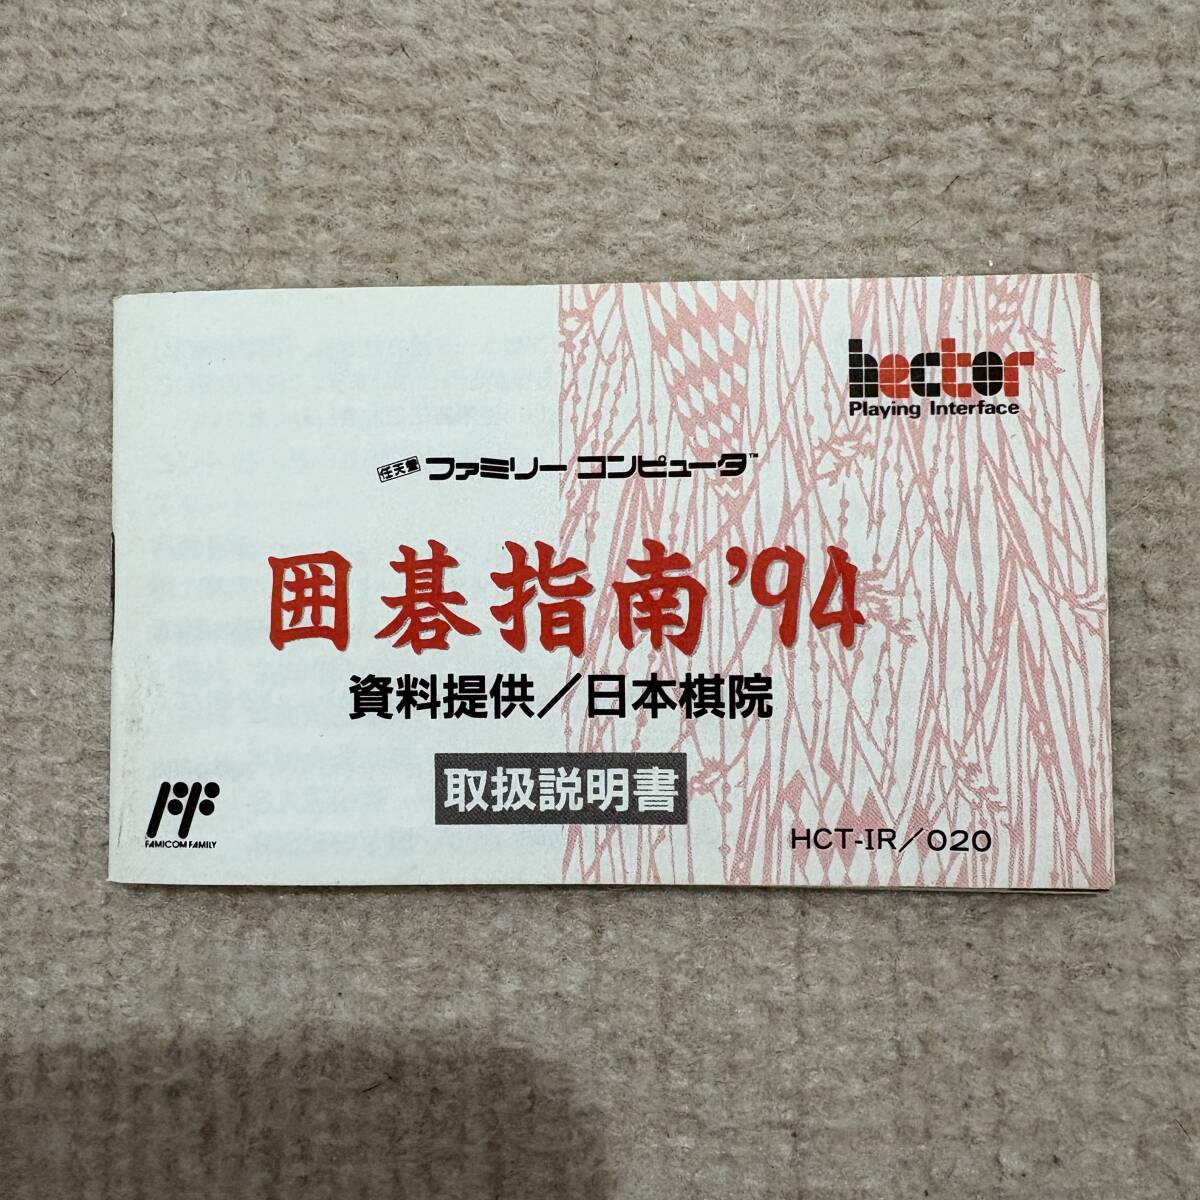 hector
Playing Interface
任天堂 ファミリー コンピュータ™
囲碁指南'94
資料提供／日本棋院
取扱説明書
FAMICOM FAMILY
HCT-IR／020